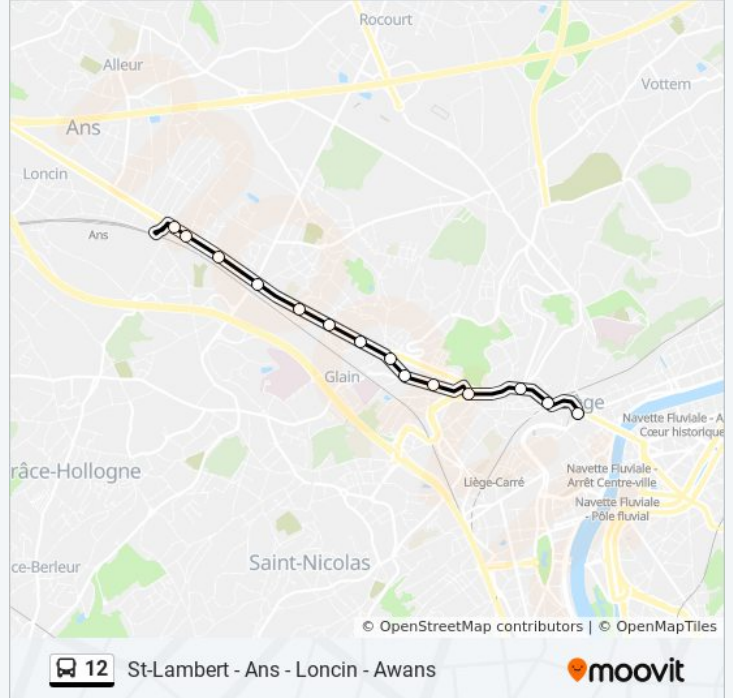 Rocourt
Alleur
Vottem
Ans
Loncin
Ans
Glain
ège
Navette Fluviale - A
Cœur historique
râce-Hollogne
Navette Fluviale -
Arrêt Centre-ville
Liège-Carré
Navette Fluviale
- Pôle fluvial
Saint-Nicolas
ce-Berleur
© OpenStreetMap contributors | © OpenMapTiles
12 St-Lambert - Ans - Loncin - Awans
moovit